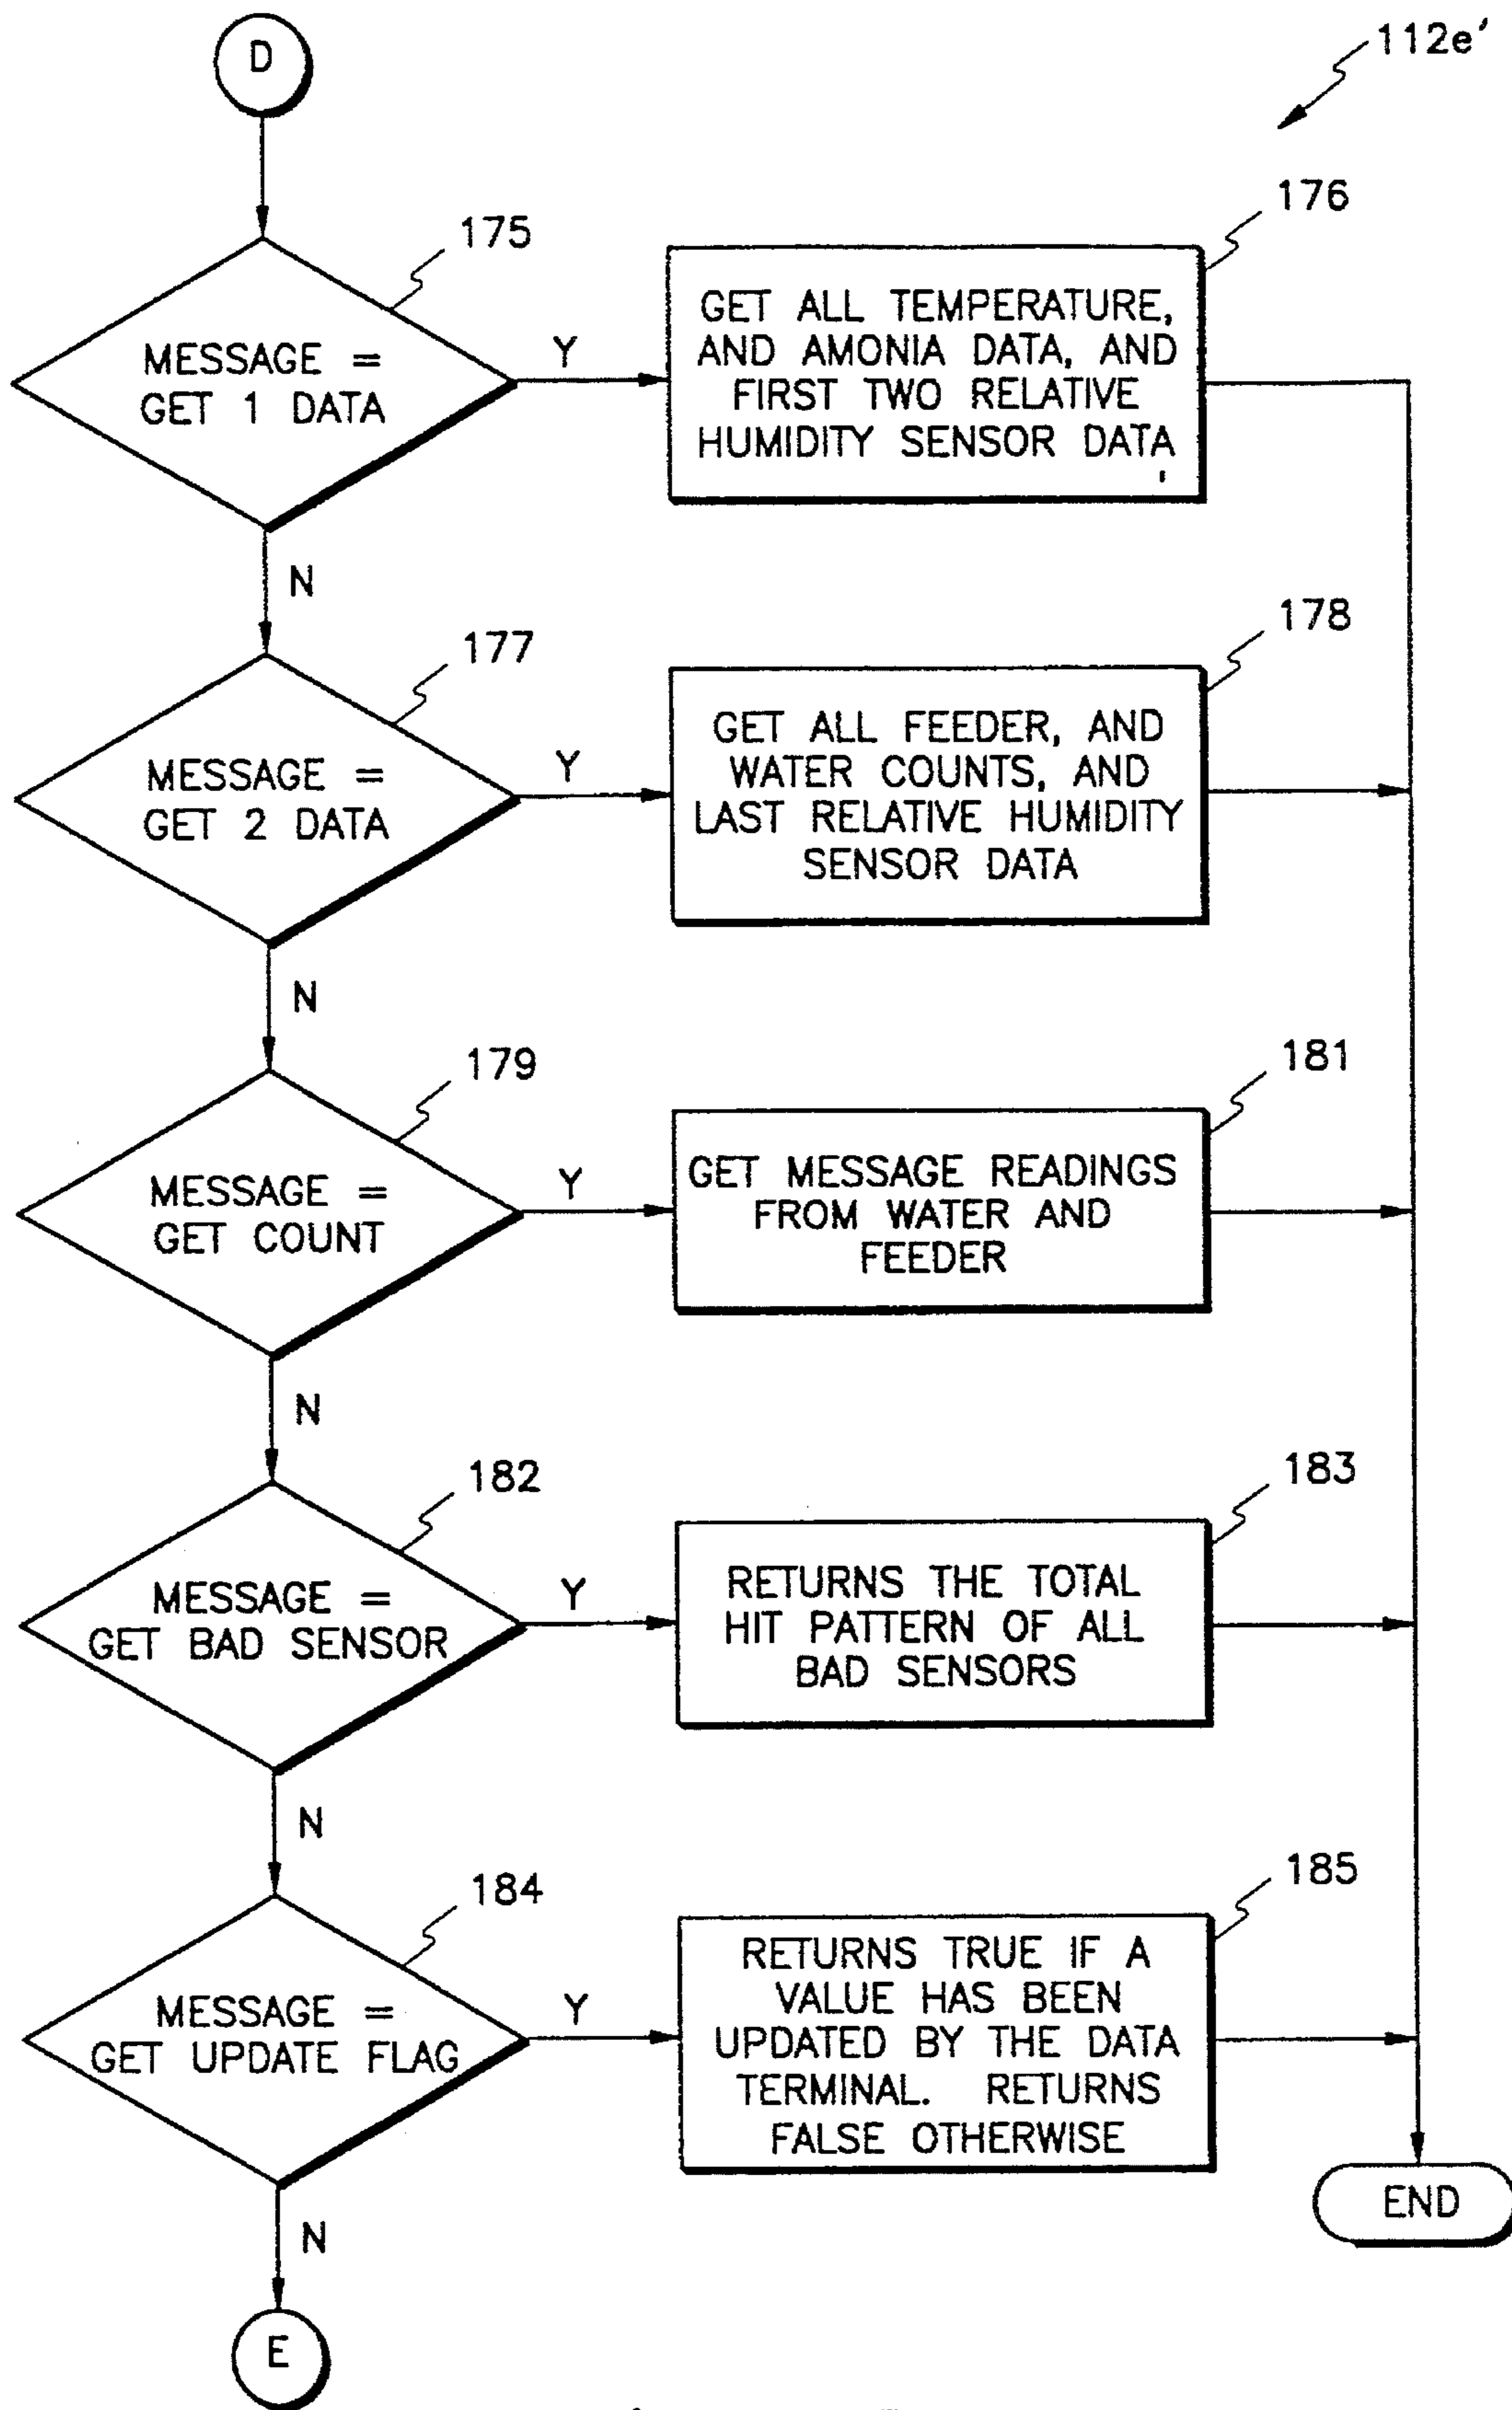 D
112e'
175
MESSAGE =
GET 1 DATA
Y
176
GET ALL TEMPERATURE,
AND AMONIA DATA, AND
FIRST TWO RELATIVE
HUMIDITY SENSOR DATA
N
177
MESSAGE =
GET 2 DATA
Y
178
GET ALL FEEDER, AND
WATER COUNTS, AND
LAST RELATIVE HUMIDITY
SENSOR DATA
N
179
MESSAGE =
GET COUNT
Y
181
GET MESSAGE READINGS
FROM WATER AND
FEEDER
N
182
MESSAGE =
GET BAD SENSOR
Y
183
RETURNS THE TOTAL
HIT PATTERN OF ALL
BAD SENSORS
N
184
MESSAGE =
GET UPDATE FLAG
Y
185
RETURNS TRUE IF A
VALUE HAS BEEN
UPDATED BY THE DATA
TERMINAL. RETURNS
FALSE OTHERWISE
END
N
E